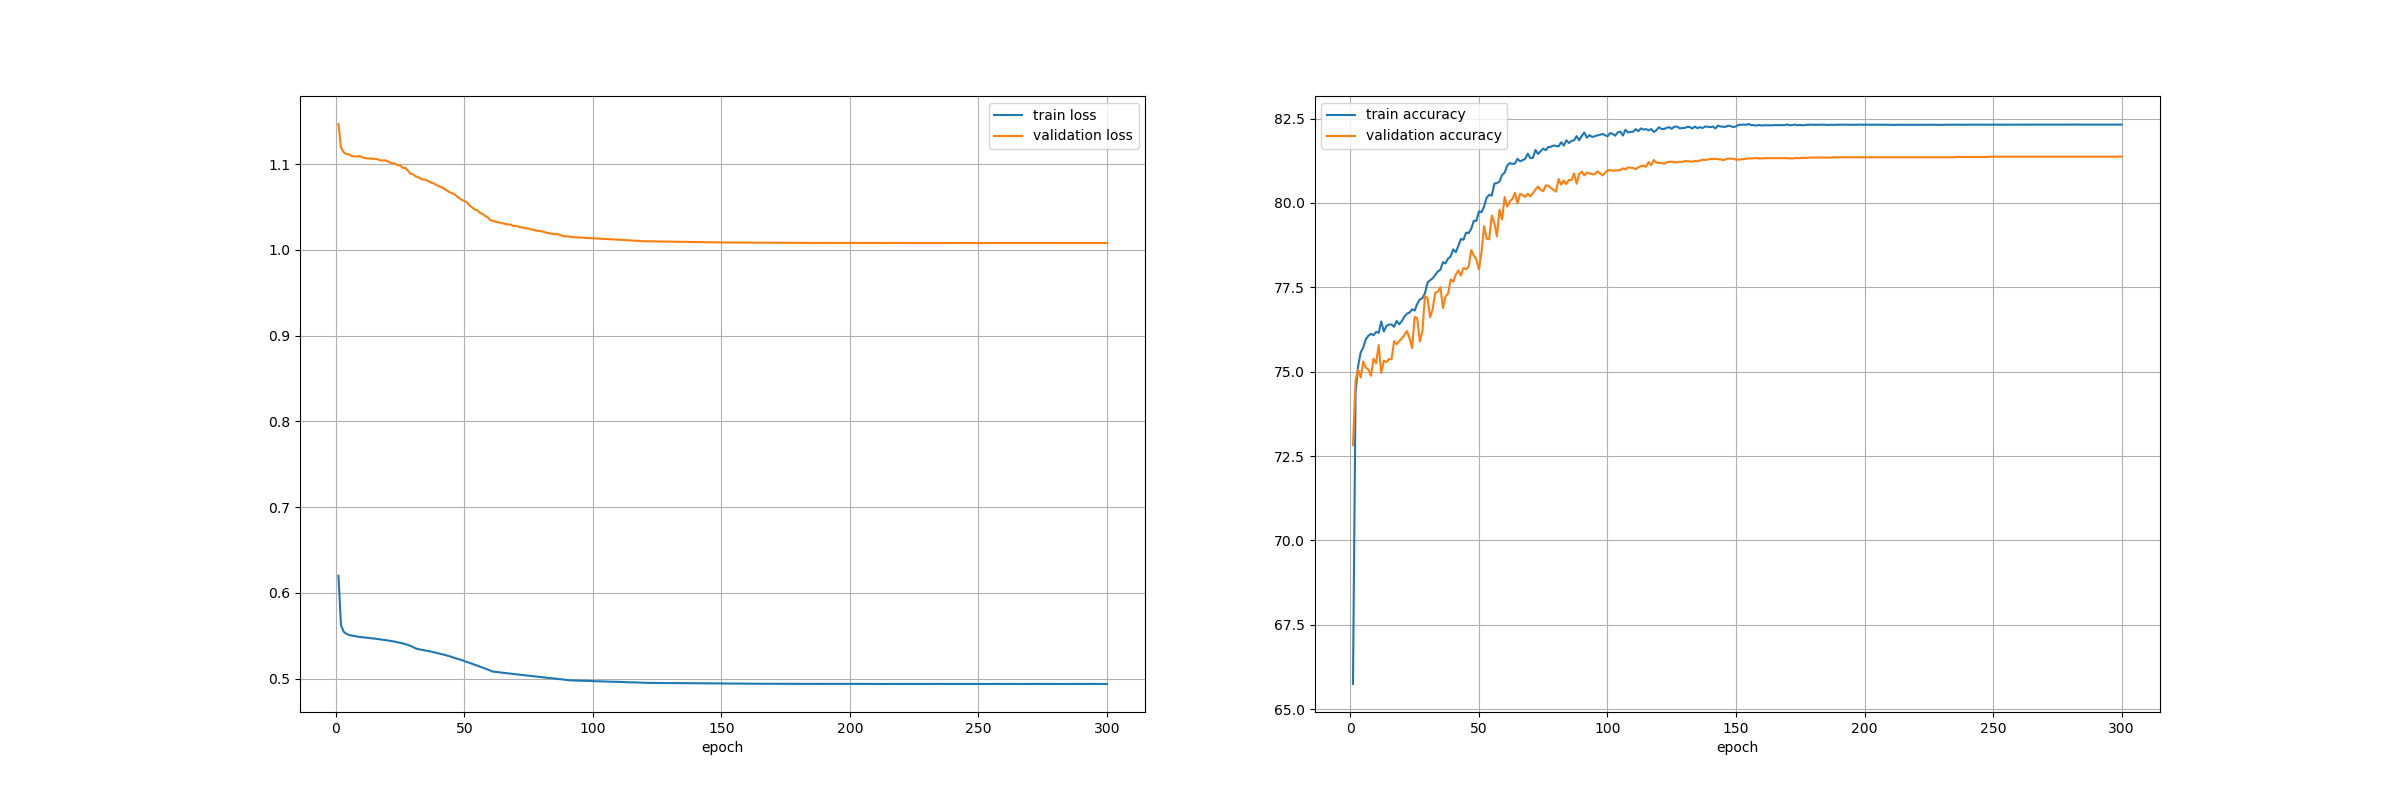 train loss
validation loss
1.1
1.0
0.9
0.8
0.7
0.6
0.5
0 50 100 150 200 250 300
epoch
train accuracy
validation accuracy
82.5
80.0
77.5
75.0
72.5
70.0
67.5
65.0
0 50 100 150 200 250 300
epoch